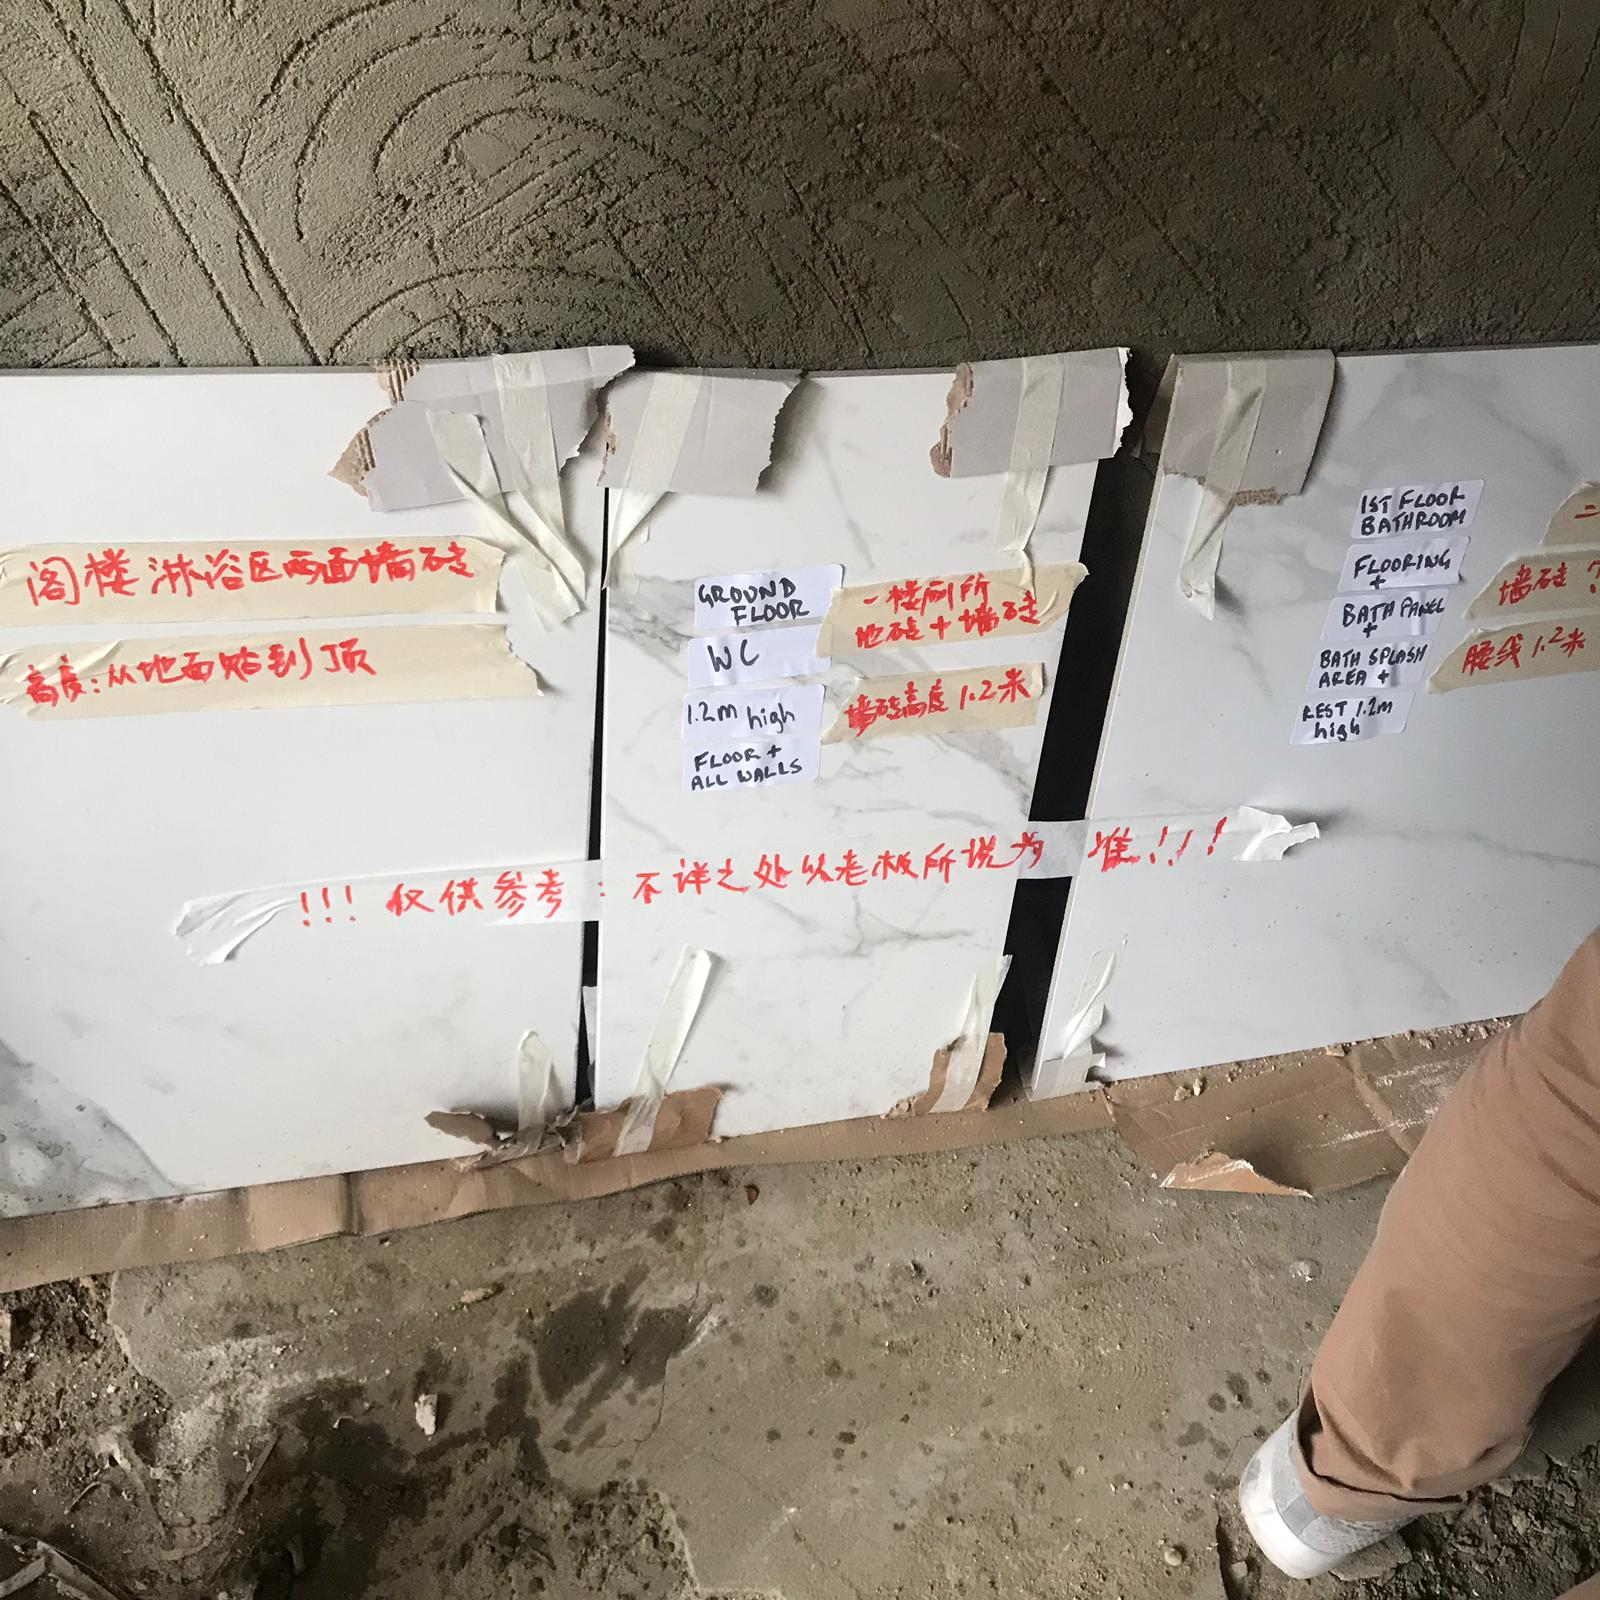 阁楼淋浴区两面墙砖
高度:从地面贴到顶
GROUND
FLOOR
WC
1.2m high
FLOOR +
ALL WALLS
一楼厕所
地砖+墙砖
墙砖高度1.2米
1ST FLOOR
BATHROOM
FLOORING
+
BATH PANEL
+
BATH SPLASH
AREA +
REST 1.2m
high
二
墙砖
腰线1.2米
!!! 仅供参考:不详之处以老板所说为准!!!